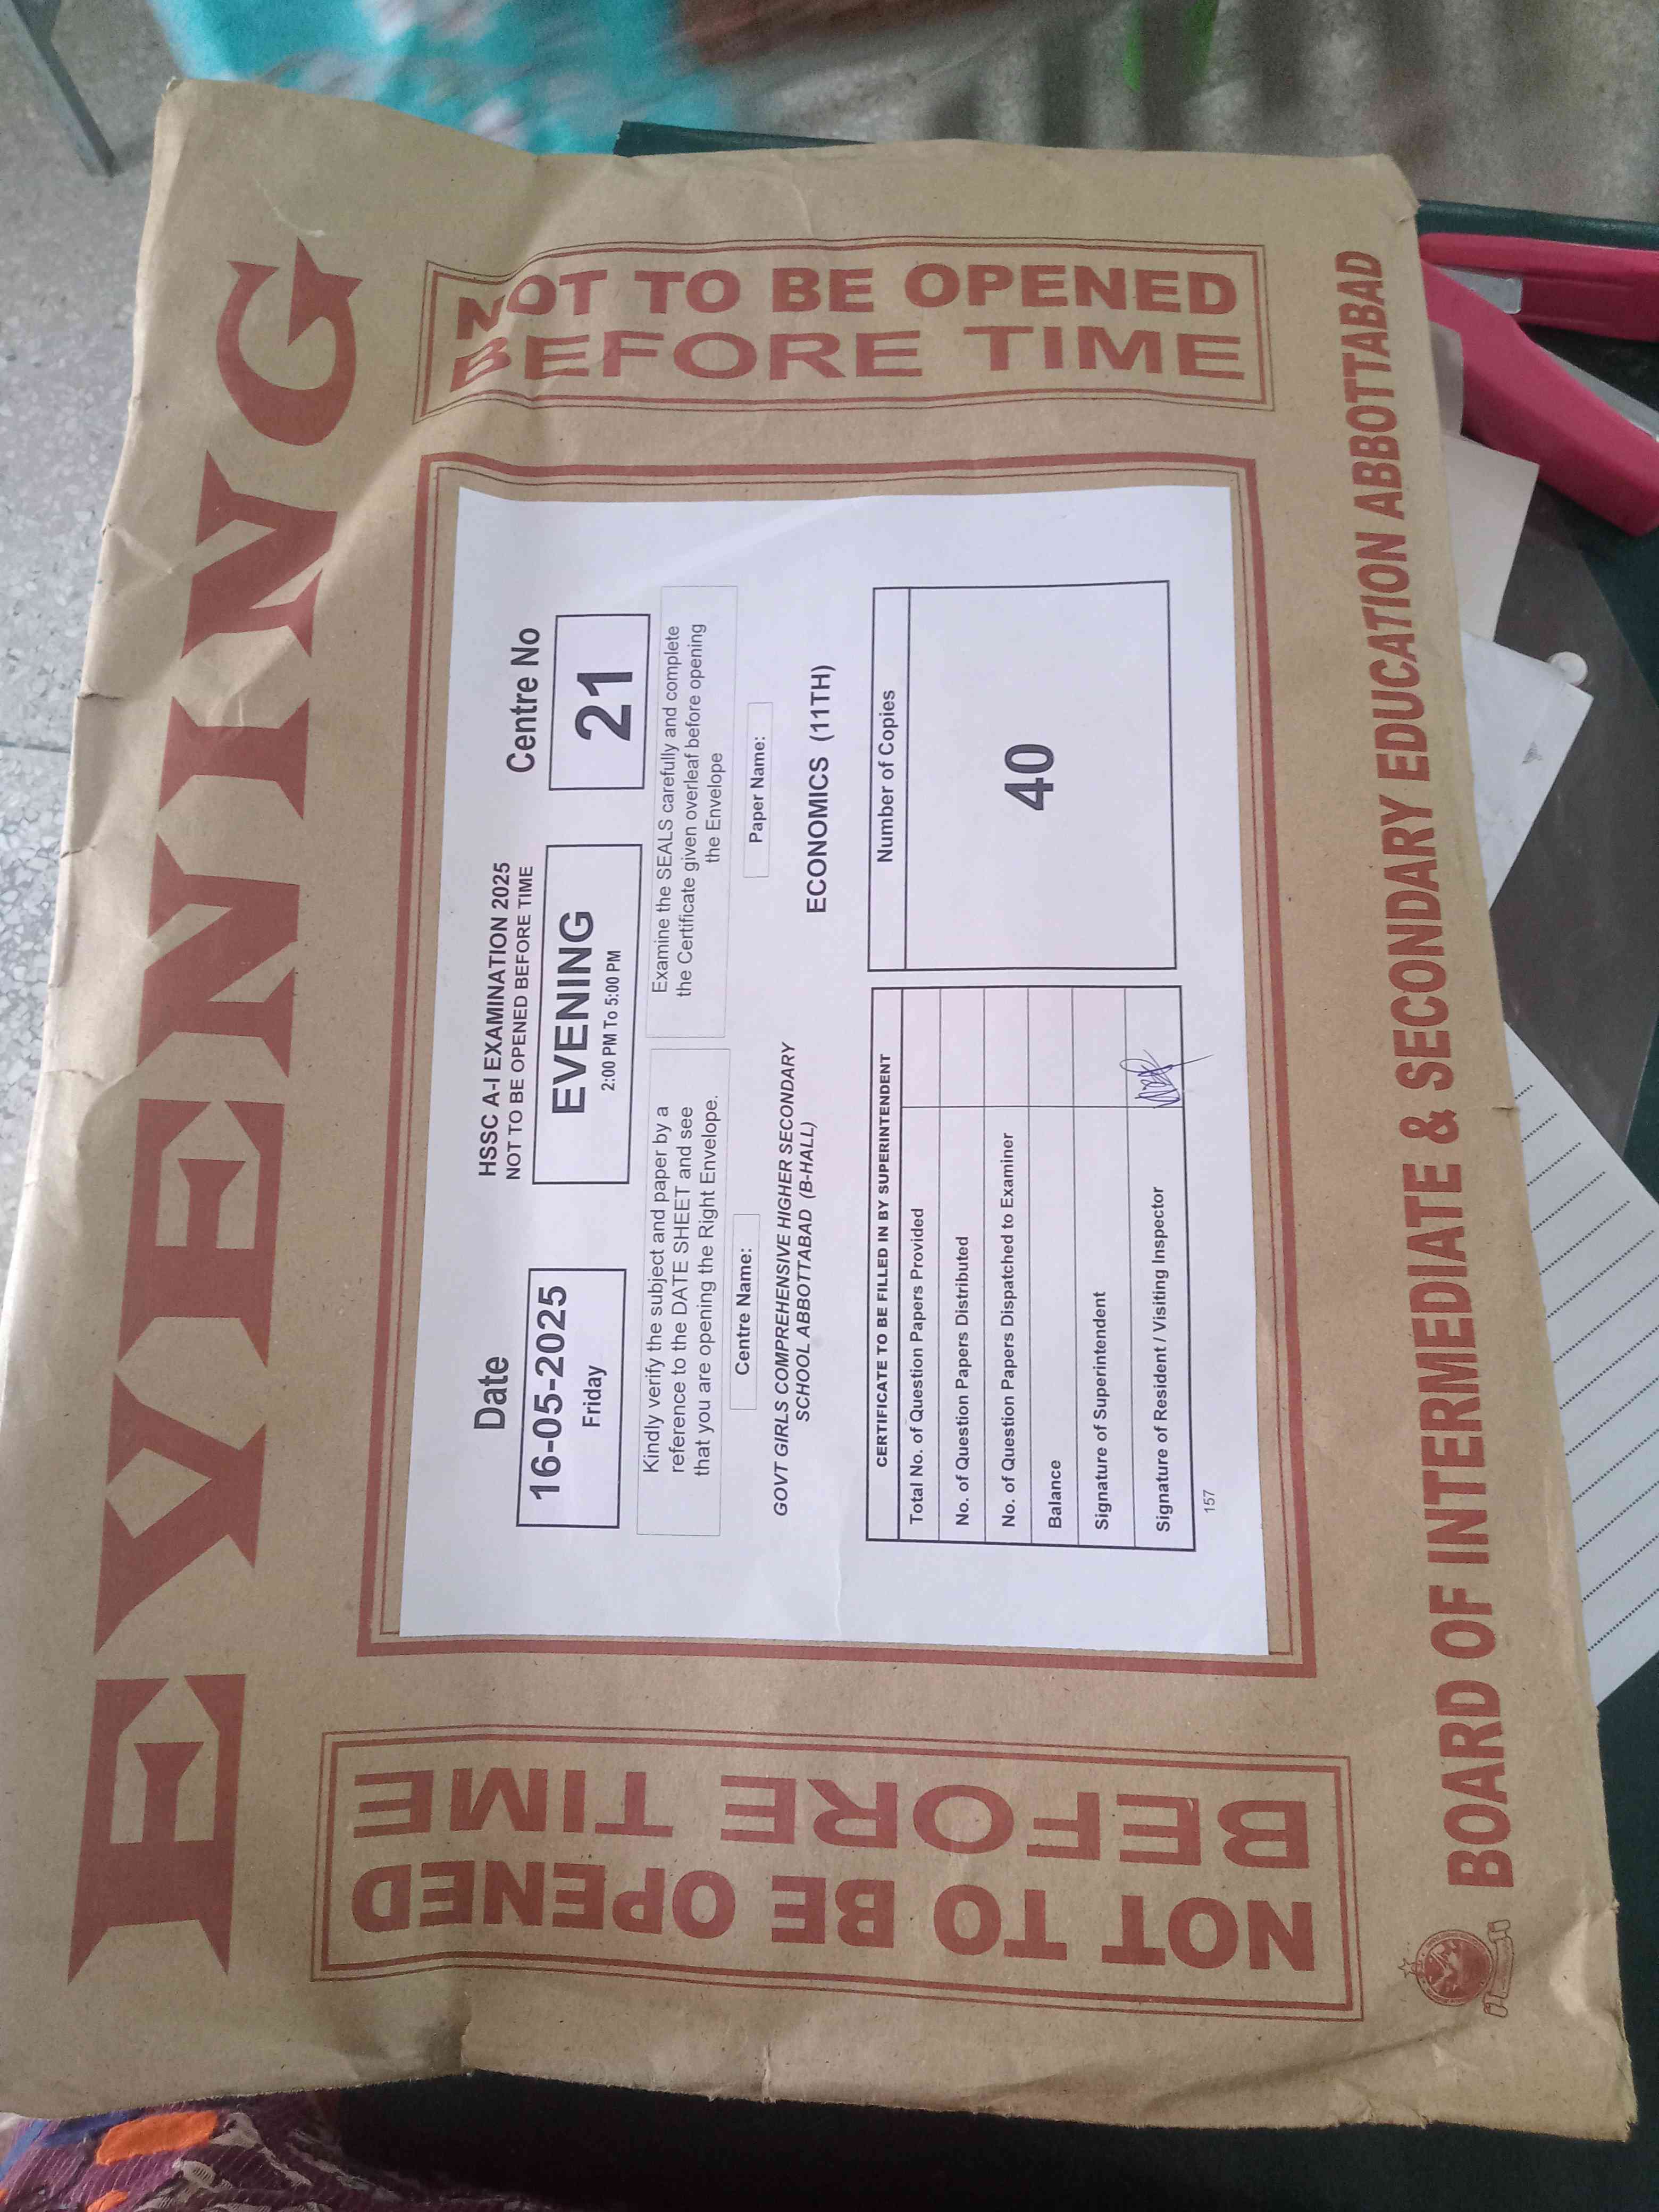 EVENING
NOT TO BE OPENED
BEFORE TIME
HSSC A-I EXAMINATION 2025
NOT TO BE OPENED BEFORE TIME
Date
16-05-2025
Friday
EVENING
2:00 PM To 5:00 PM
Centre No
21
Kindly verify the subject and paper by a
reference to the DATE SHEET and see
that you are opening the Right Envelope.
Examine the SEALS carefully and complete
the Certificate given overleaf before opening
the Envelope
Centre Name:
GOVT GIRLS COMPREHENSIVE HIGHER SECONDARY
SCHOOL ABBOTTABAD (B-HALL)
Paper Name:
ECONOMICS (11TH)
CERTIFICATE TO BE FILLED IN BY SUPERINTENDENT
Total No. of Question Papers Provided
No. of Question Papers Distributed
No. of Question Papers Dispatched to Examiner
Balance
Signature of Superintendent
Signature of Resident / Visiting Inspector
Number of Copies
40
157
NOT TO BE OPENED
BEFORE TIME
BOARD OF INTERMEDIATE & SECONDARY EDUCATION ABBOTTABAD